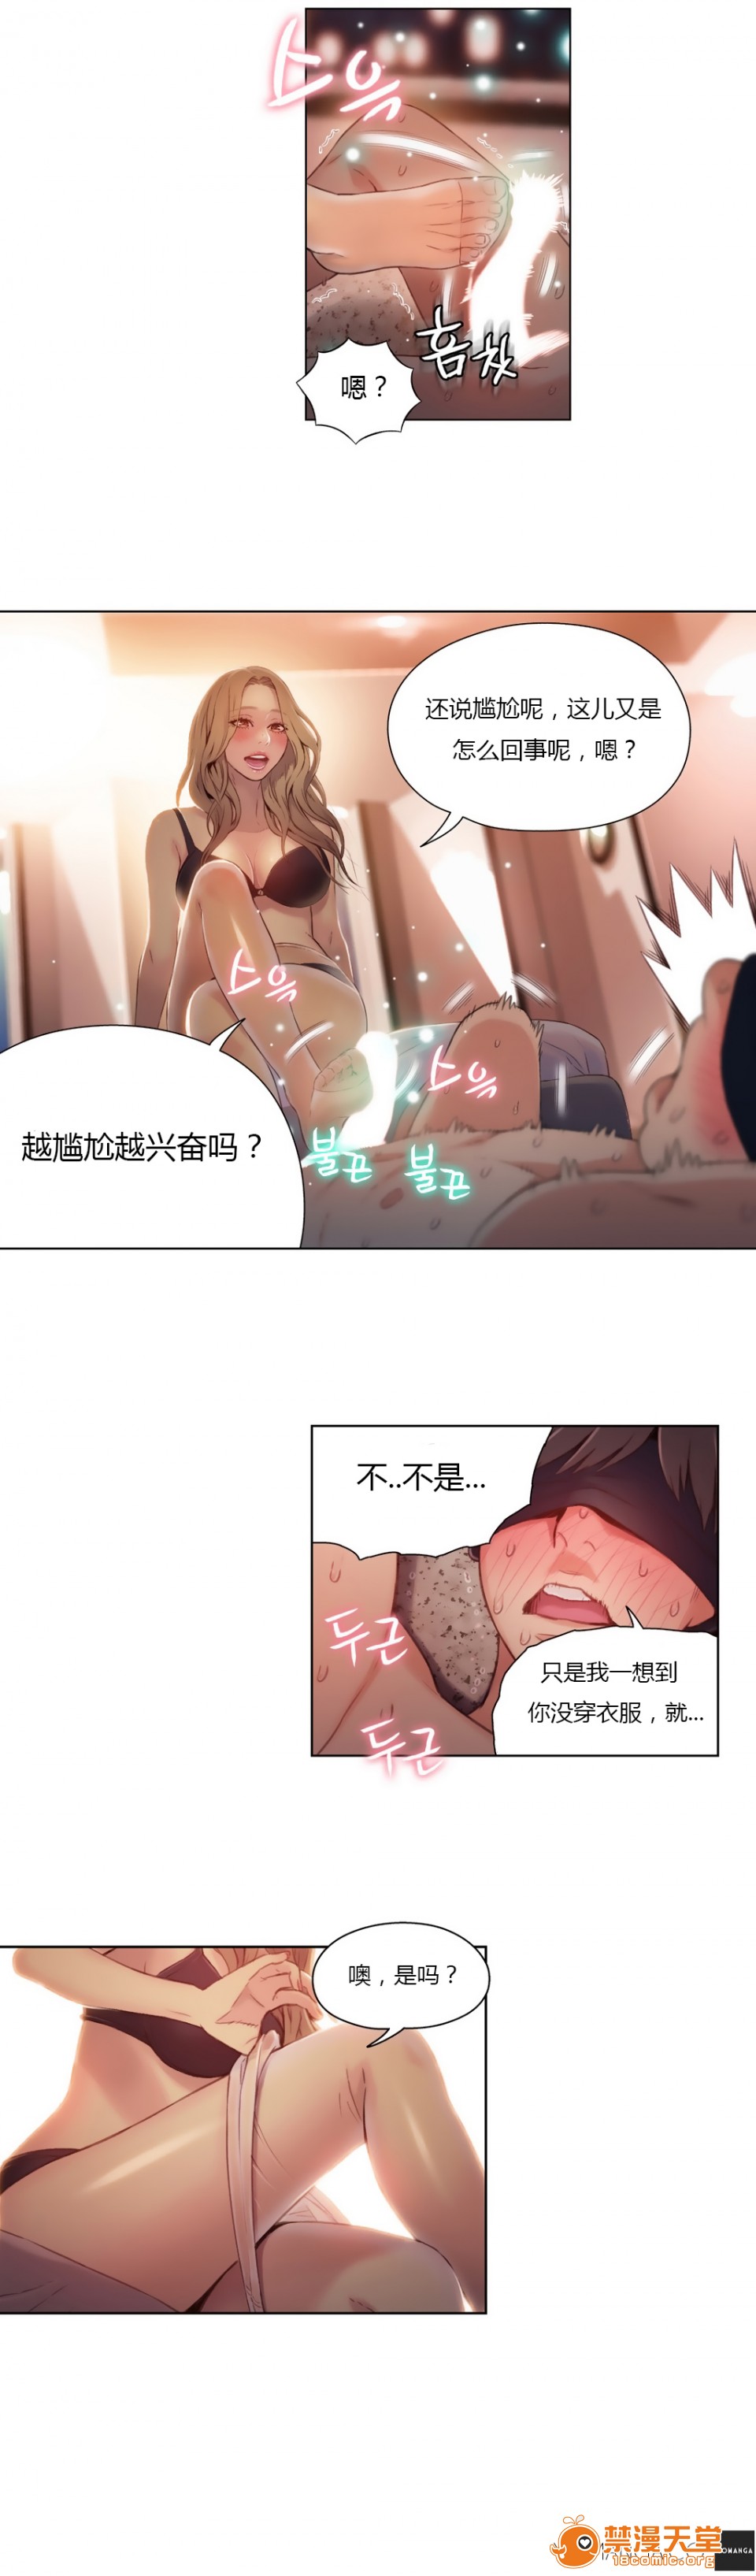 스윽
흠칫
嗯？
还说尴尬呢，这儿又是
怎么回事呢，嗯？
스윽
스윽
越尴尬越兴奋吗？
불끈
불끈
不..不是...
두근
只是我一想到
你没穿衣服，就...
두근
噢，是吗？
禁漫天堂
18comic.org
OMANGA